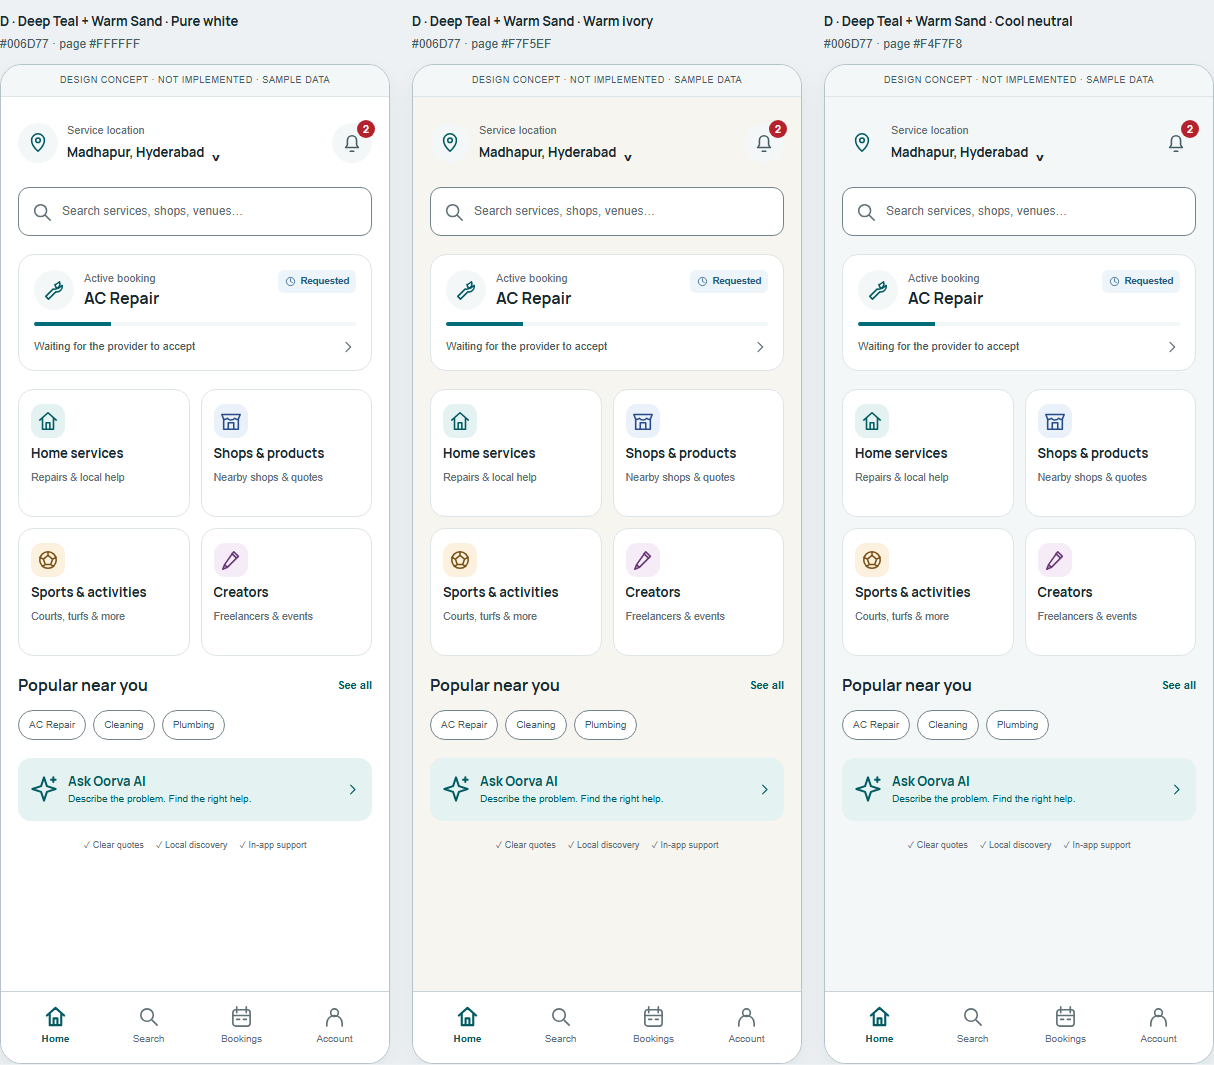 D · Deep Teal + Warm Sand · Pure white
#006D77 · page #FFFFFF
DESIGN CONCEPT · NOT IMPLEMENTED · SAMPLE DATA
Service location
Madhapur, Hyderabad v
2
Search services, shops, venues...
Active booking
AC Repair
Requested
Waiting for the provider to accept
Home services
Repairs & local help
Shops & products
Nearby shops & quotes
Sports & activities
Courts, turfs & more
Creators
Freelancers & events
Popular near you
See all
AC Repair
Cleaning
Plumbing
Ask Oorva AI
Describe the problem. Find the right help.
✓ Clear quotes ✓ Local discovery ✓ In-app support
Home
Search
Bookings
Account
D · Deep Teal + Warm Sand · Warm ivory
#006D77 · page #F7F5EF
DESIGN CONCEPT · NOT IMPLEMENTED · SAMPLE DATA
Service location
Madhapur, Hyderabad v
2
Search services, shops, venues...
Active booking
AC Repair
Requested
Waiting for the provider to accept
Home services
Repairs & local help
Shops & products
Nearby shops & quotes
Sports & activities
Courts, turfs & more
Creators
Freelancers & events
Popular near you
See all
AC Repair
Cleaning
Plumbing
Ask Oorva AI
Describe the problem. Find the right help.
✓ Clear quotes ✓ Local discovery ✓ In-app support
Home
Search
Bookings
Account
D · Deep Teal + Warm Sand · Cool neutral
#006D77 · page #F4F7F8
DESIGN CONCEPT · NOT IMPLEMENTED · SAMPLE DATA
Service location
Madhapur, Hyderabad v
2
Search services, shops, venues...
Active booking
AC Repair
Requested
Waiting for the provider to accept
Home services
Repairs & local help
Shops & products
Nearby shops & quotes
Sports & activities
Courts, turfs & more
Creators
Freelancers & events
Popular near you
See all
AC Repair
Cleaning
Plumbing
Ask Oorva AI
Describe the problem. Find the right help.
✓ Clear quotes ✓ Local discovery ✓ In-app support
Home
Search
Bookings
Account